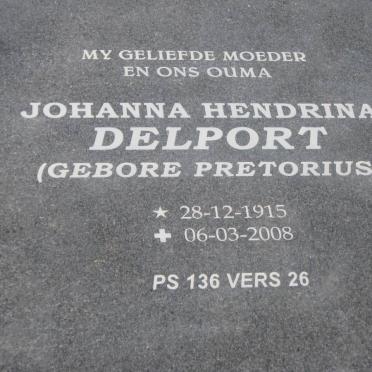 MY GELIEFDE MOEDER
EN ONS OUMA
JOHANNA HENDRINA
DELPORT
(GEBORE PRETORIUS
★ 28-12-1915
✚ 06-03-2008
PS 136 VERS 26